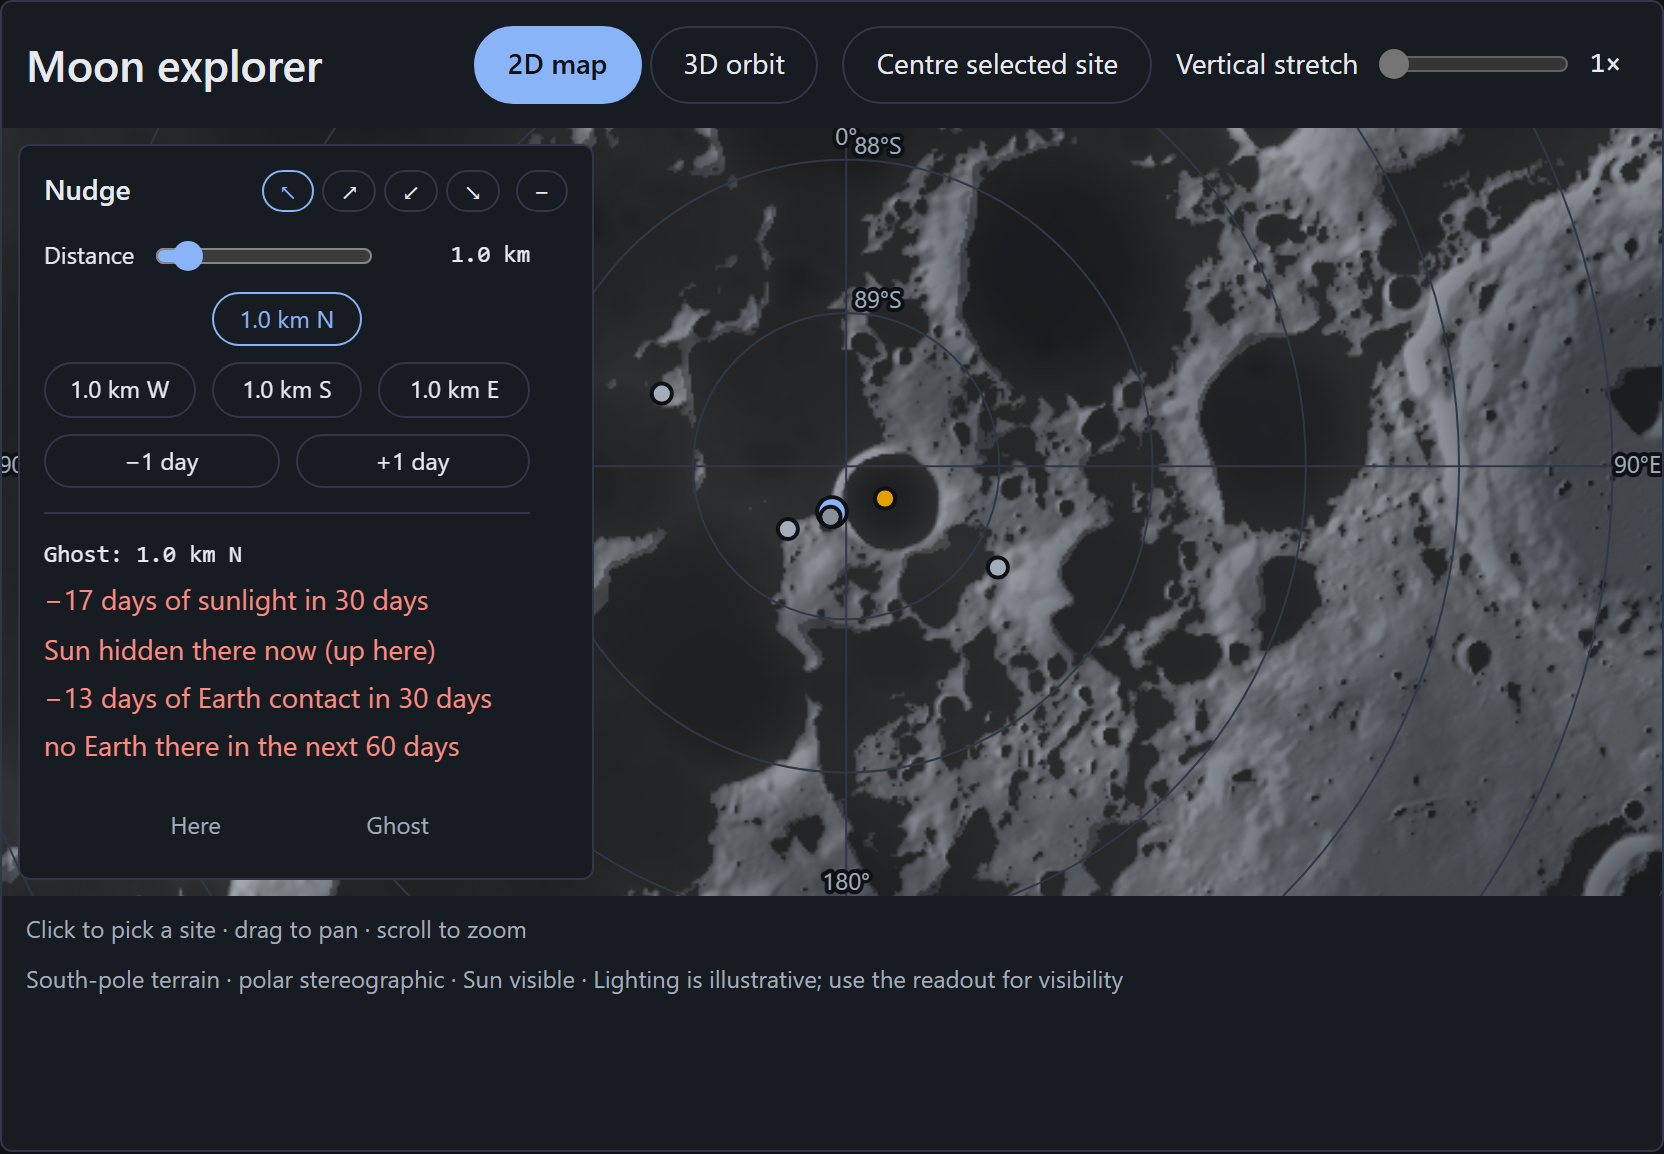 Moon explorer
2D map
3D orbit
Centre selected site
Vertical stretch
1×
Nudge
↖
↗
↙
↘
−
Distance
1.0 km
1.0 km N
1.0 km W
1.0 km S
1.0 km E
−1 day
+1 day
Ghost: 1.0 km N
−17 days of sunlight in 30 days
Sun hidden there now (up here)
−13 days of Earth contact in 30 days
no Earth there in the next 60 days
Here
Ghost
0°
88°S
89°S
90
90°E
180°
Click to pick a site · drag to pan · scroll to zoom
South-pole terrain · polar stereographic · Sun visible · Lighting is illustrative; use the readout for visibility